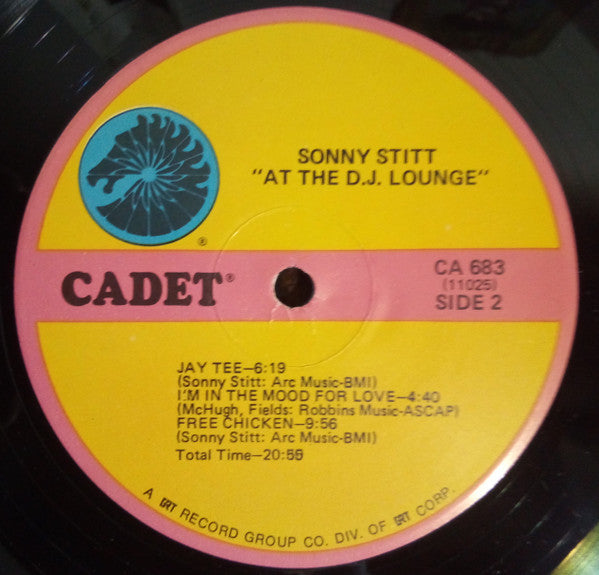 SONNY STITT
"AT THE D.J. LOUNGE"
®
CADET®
CA 683
(11025)
SIDE 2
JAY TEE—6:19
(Sonny Stitt: Arc Music-BMI)
I'M IN THE MOOD FOR LOVE—4:40
(McHugh, Fields: Robbins Music-ASCAP)
FREE CHICKEN—9:56
(Sonny Stitt: Arc Music-BMI)
Total Time—20:55
A GRT RECORD GROUP CO. DIV. OF GRT CORP.